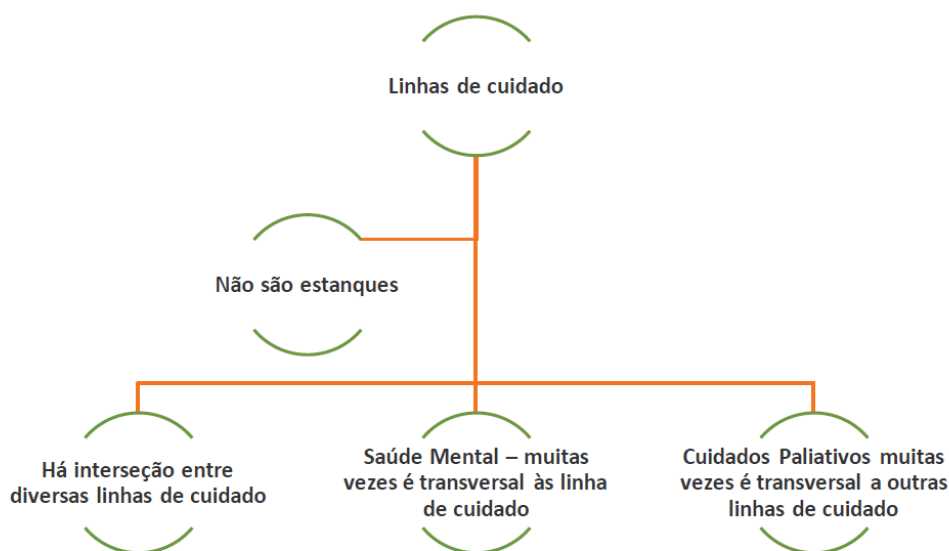 Linhas de cuidado
Não são estanques
Há interseção entre
diversas linhas de cuidado
Saúde Mental – muitas
vezes é transversal às linha
de cuidado
Cuidados Paliativos muitas
vezes é transversal a outras
linhas de cuidado